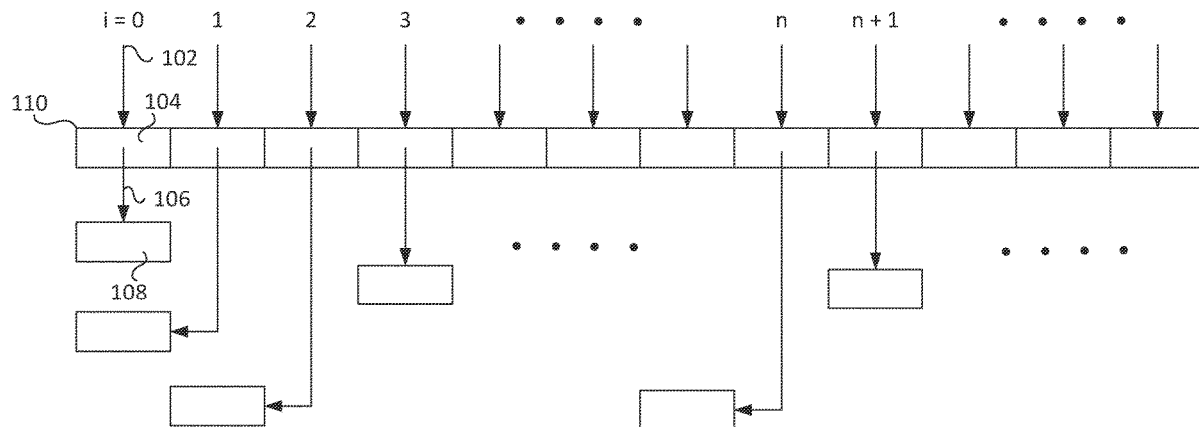 i = 0 1 2 3 • • • • n n + 1 • • • •
102
110 104
106
• • • • • • • •
108